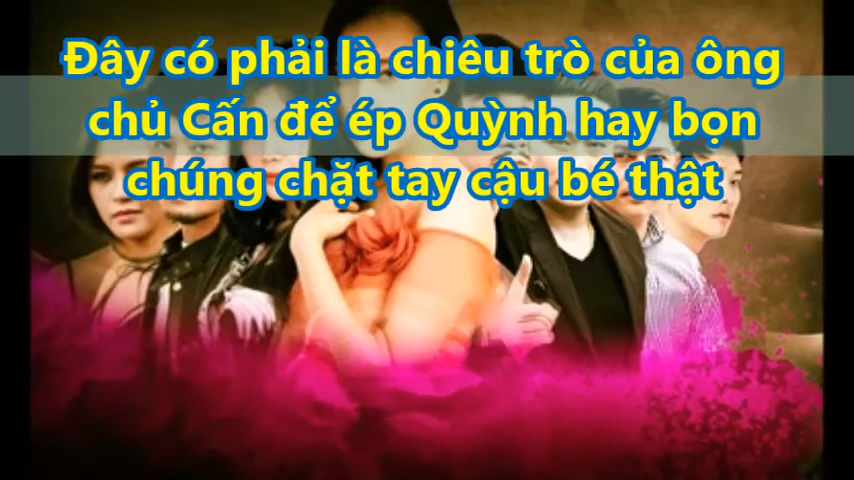 Đây có phải là chiêu trò của ông
chủ Cấn để ép Quỳnh hay bọn
chúng chặt tay cậu bé thật